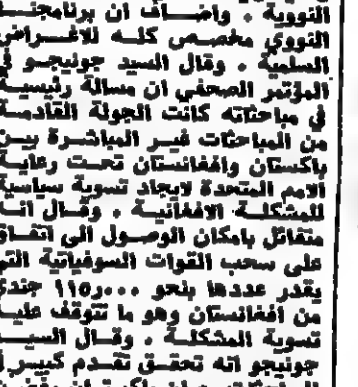 النووية . واضاف ان برنامجنـا
النووي مخصص كله للاغراض
السلمية . وقال السيد جونيجو في
المؤتمر الصحفي ان مسالة رئيسية
في مباحثاته كانت الجولة القادمة
من المباحثات غير المباشرة بين
باكستان وافغانستان تحت رعاية
الامم المتحدة لايجاد تسوية سياسية
للمشكلة الافغانية . وقال انه
متفائل بامكان الوصول الى اتفاق
على سحب القوات السوفياتية التي
يقدر عددها بنحو ١١٥ر٠٠٠ جندي
من افغانستان وهو ما تتوقف عليه
تسوية المشكلة . وقال السيد
جونيجو انه تحقق تقدم كبير في